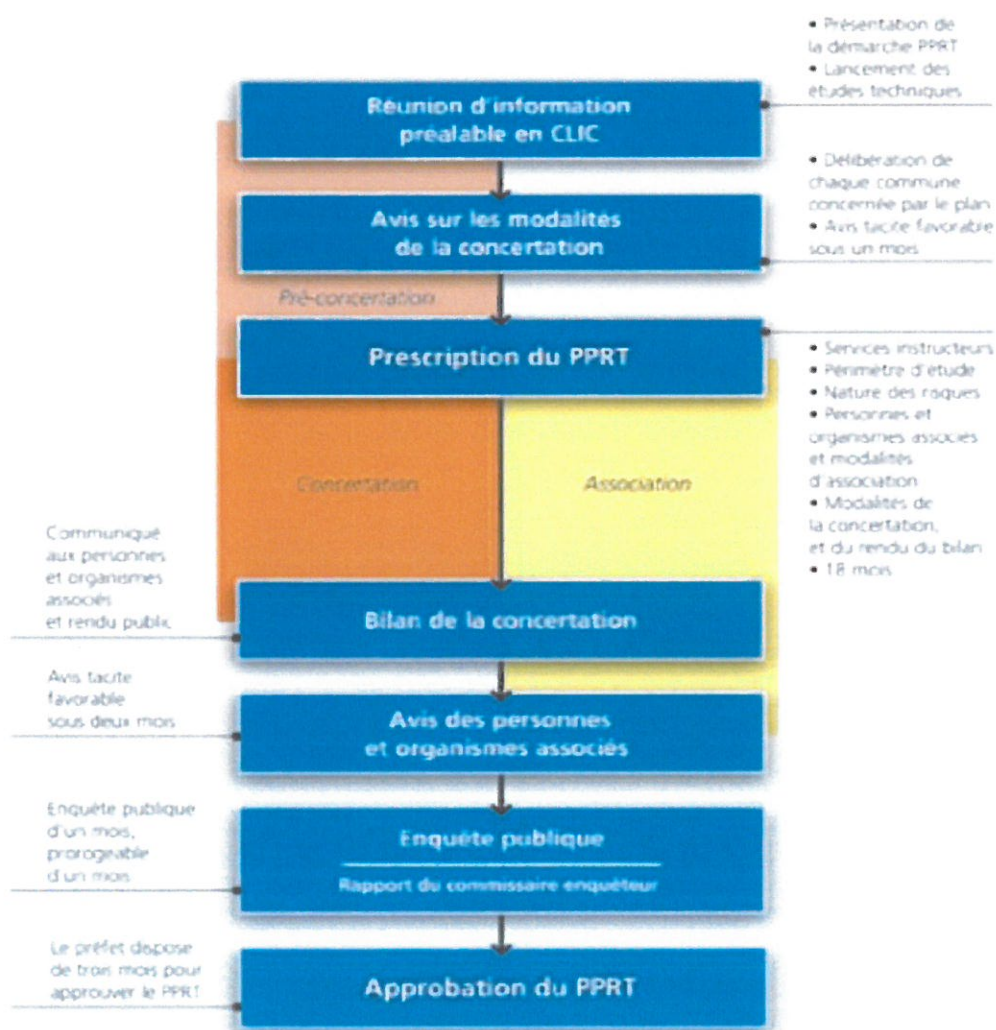 • Présentation de
la démarche PPRT
• Lancement des
études techniques
Réunion d'information
préalable en CLIC
• Délibération de
chaque commune
concernée par le plan
• Avis tacite favorable
sous un mois
Avis sur les modalités
de la concertation
Pré-concertation
Prescription du PPRT
• Services instructeurs
• Périmètre d'étude
• Nature des risques
• Personnes et
organismes associés
et modalités
d'association
• Modalités de
la concertation,
et du rendu du bilan
• 18 mois
Concertation
Association
Communiqué
aux personnes
et organismes
associés
et rendu public
Bilan de la concertation
Avis tacite
favorable
sous deux mois
Avis des personnes
et organismes associés
Enquête publique
d'un mois,
prorogeable
d'un mois
Enquête publique
Rapport du commissaire enquêteur
Le préfet dispose
de trois mois pour
approuver le PPRT
Approbation du PPRT